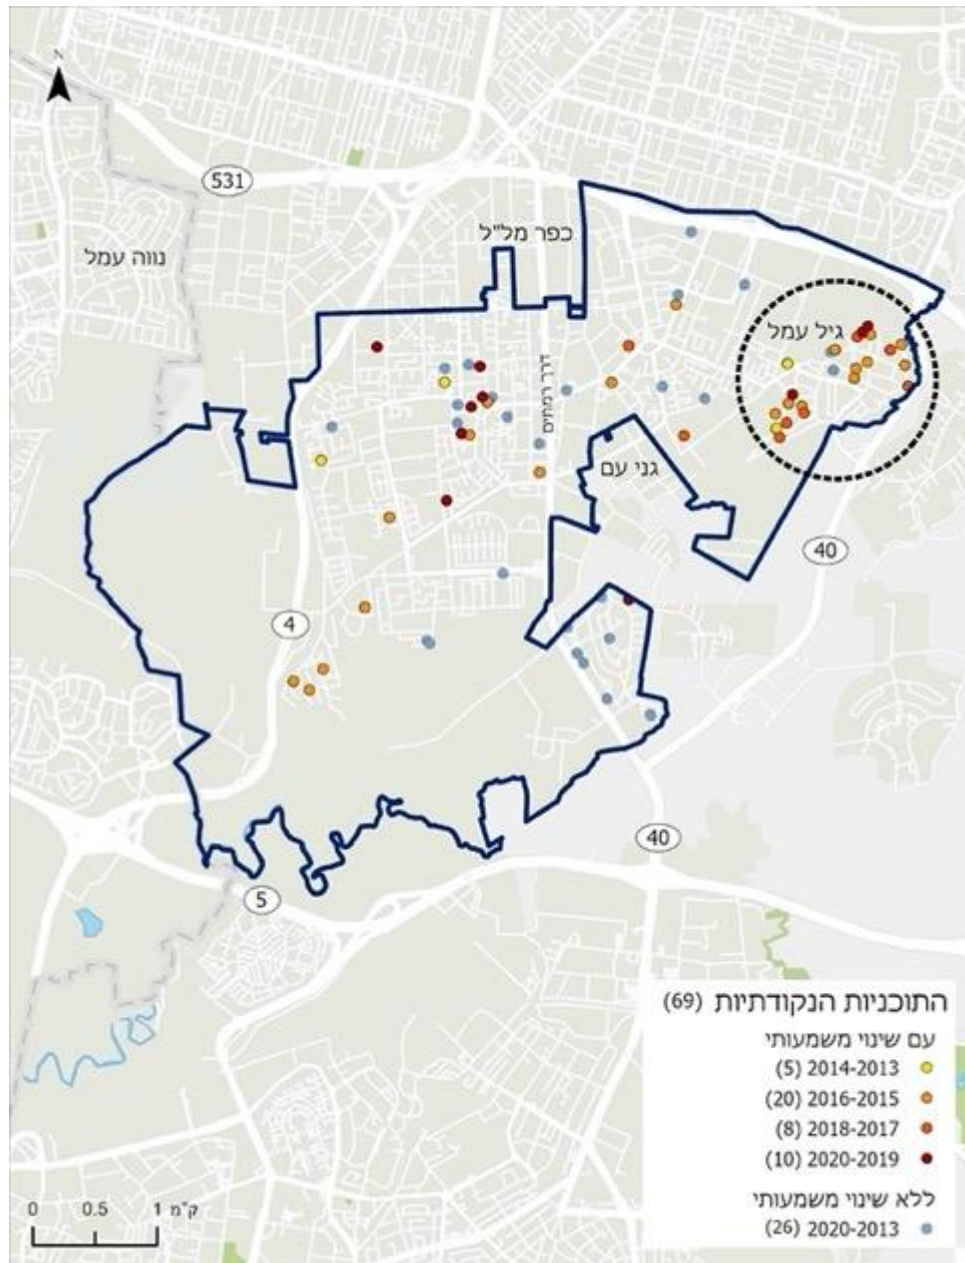 N
531
כפר מל"ל
נווה עמל
גיל עמל
דרך רמתיים
גני עם
40
4
40
5
התוכניות הנקודתיות (69)
עם שינוי משמעותי
2014-2013 (5)
2016-2015 (20)
2018-2017 (8)
2020-2019 (10)
ללא שינוי משמעותי
2020-2013 (26)
0 0.5 1 ק"מ